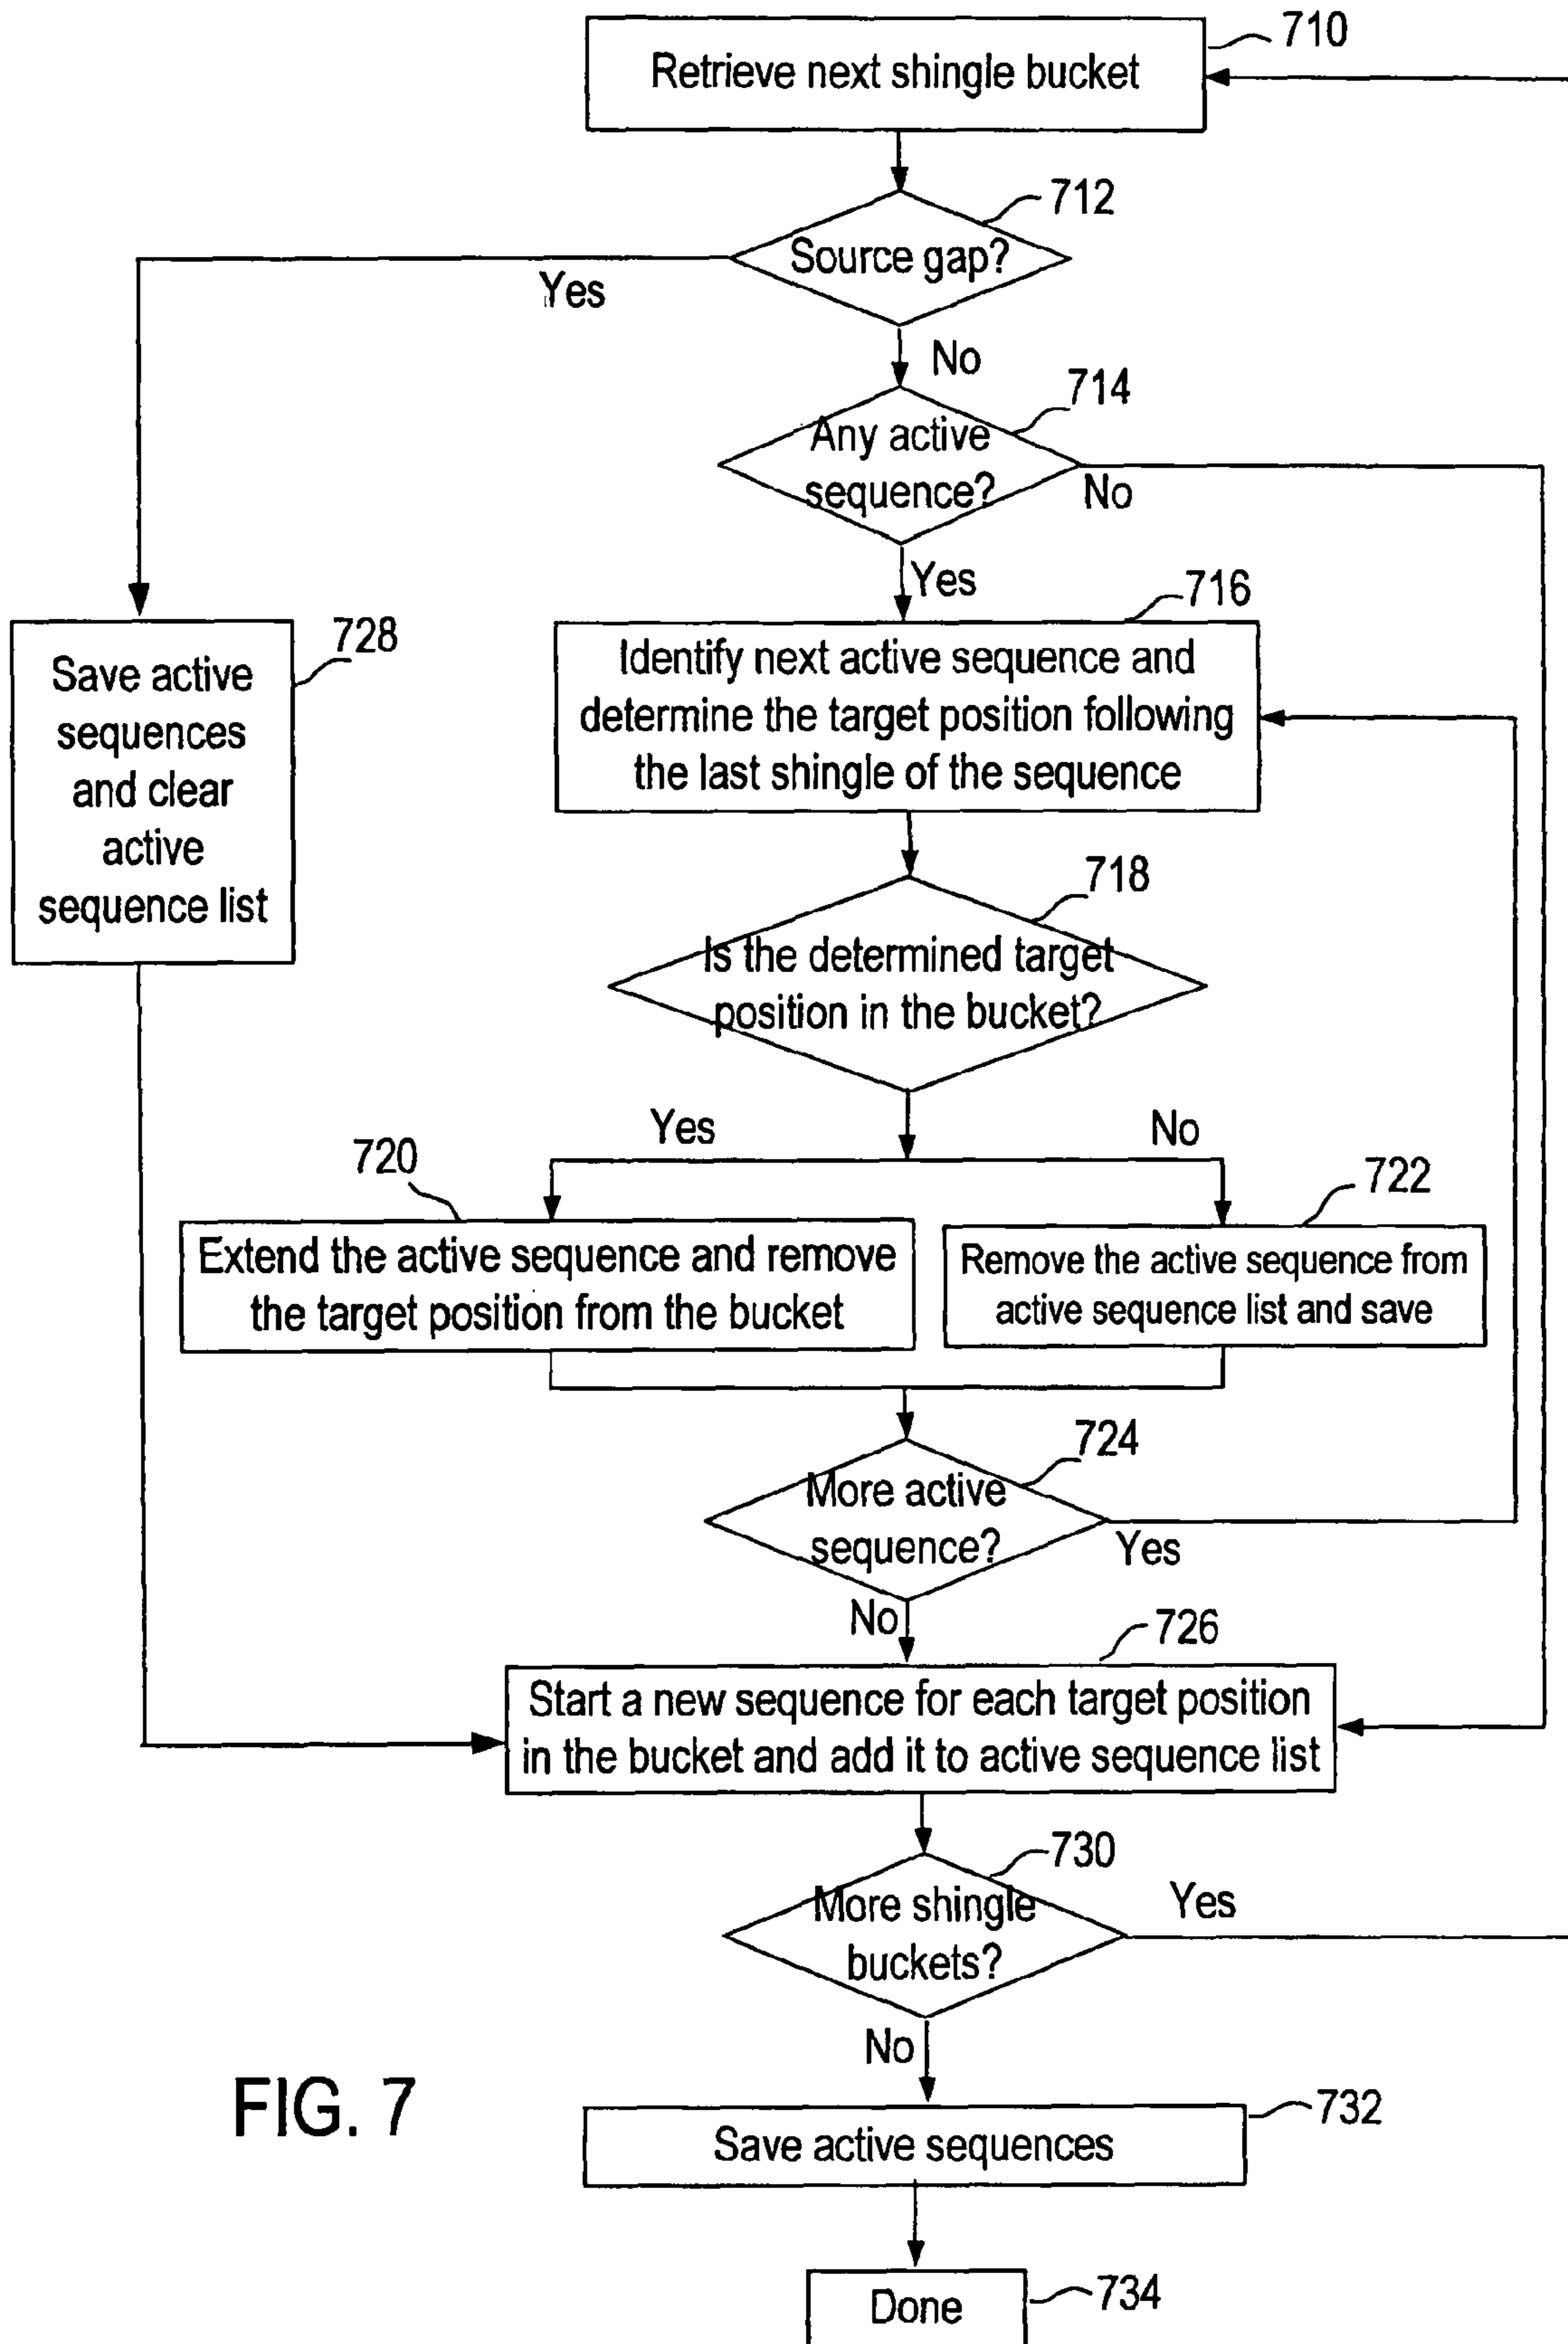 710
Retrieve next shingle bucket
712
Source gap?
Yes
No
714
Any active
sequence?
No
Yes
716
Identify next active sequence and
determine the target position following
the last shingle of the sequence
728
Save active
sequences
and clear
active
sequence list
718
Is the determined target
position in the bucket?
Yes
No
720
722
Extend the active sequence and remove
the target position from the bucket
Remove the active sequence from
active sequence list and save
724
More active
sequence?
Yes
No
726
Start a new sequence for each target position
in the bucket and add it to active sequence list
730
More shingle
buckets?
Yes
No
FIG. 7
732
Save active sequences
734
Done